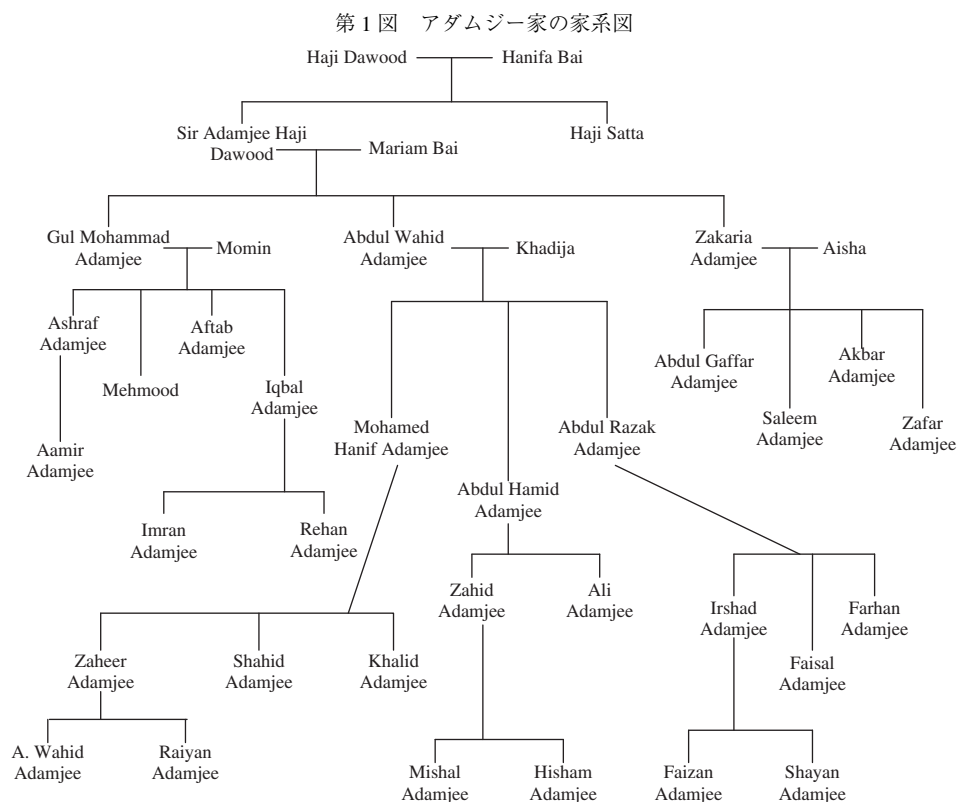 第1図　アダムジー家の家系図
Haji Dawood
Hanifa Bai
Sir Adamjee Haji
Dawood
Mariam Bai
Haji Satta
Gul Mohammad
Adamjee
Momin
Abdul Wahid
Adamjee
Khadija
Zakaria
Adamjee
Aisha
Ashraf
Adamjee
Mehmood
Aftab
Adamjee
Iqbal
Adamjee
Aamir
Adamjee
Imran
Adamjee
Rehan
Adamjee
Mohamed
Hanif Adamjee
Abdul Hamid
Adamjee
Abdul Razak
Adamjee
Abdul Gaffar
Adamjee
Saleem
Adamjee
Akbar
Adamjee
Zafar
Adamjee
Zaheer
Adamjee
Shahid
Adamjee
Khalid
Adamjee
Zahid
Adamjee
Ali
Adamjee
Irshad
Adamjee
Faisal
Adamjee
Farhan
Adamjee
A. Wahid
Adamjee
Raiyan
Adamjee
Mishal
Adamjee
Hisham
Adamjee
Faizan
Adamjee
Shayan
Adamjee